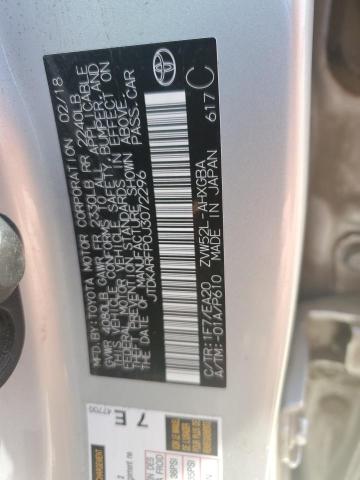 MFD.BY:TOYOTA MOTOR CORPORATION 02/18
GVWR 4080LB GAWR FR 2330LB RR 2240LB
THIS VEHICLE CONFORMS TO ALL APPLICABLE
FEDERAL MOTOR VEHICLE SAFETY, BUMPER, AND
THEFT PREVENTION STANDARDS IN EFFECT ON
THE DATE OF MANUFACTURE SHOWN ABOVE.
JTDKARFP0J3072296 PASS.CAR
C/TR:1F7/EA20 ZVW52L-AHXGBA
A/TM:-01A/P610 MADE IN JAPAN 617 C
7 E
47700